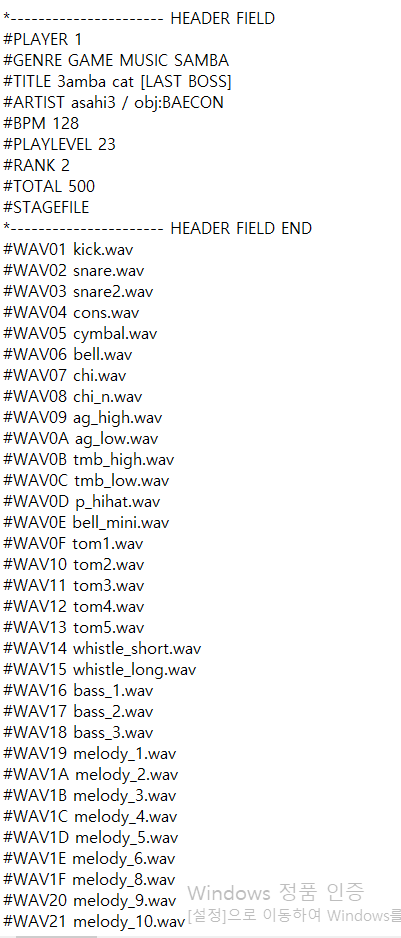 *---------------------- HEADER FIELD
#PLAYER 1
#GENRE GAME MUSIC SAMBA
#TITLE 3amba cat [LAST BOSS]
#ARTIST asahi3 / obj:BAECON
#BPM 128
#PLAYLEVEL 23
#RANK 2
#TOTAL 500
#STAGEFILE
*---------------------- HEADER FIELD END
#WAV01 kick.wav
#WAV02 snare.wav
#WAV03 snare2.wav
#WAV04 cons.wav
#WAV05 cymbal.wav
#WAV06 bell.wav
#WAV07 chi.wav
#WAV08 chi_n.wav
#WAV09 ag_high.wav
#WAV0A ag_low.wav
#WAV0B tmb_high.wav
#WAV0C tmb_low.wav
#WAV0D p_hihat.wav
#WAV0E bell_mini.wav
#WAV0F tom1.wav
#WAV10 tom2.wav
#WAV11 tom3.wav
#WAV12 tom4.wav
#WAV13 tom5.wav
#WAV14 whistle_short.wav
#WAV15 whistle_long.wav
#WAV16 bass_1.wav
#WAV17 bass_2.wav
#WAV18 bass_3.wav
#WAV19 melody_1.wav
#WAV1A melody_2.wav
#WAV1B melody_3.wav
#WAV1C melody_4.wav
#WAV1D melody_5.wav
#WAV1E melody_6.wav
#WAV1F melody_8.wav
#WAV20 melody_9.wav
#WAV21 melody_10.wav
Windows 정품 인증
[설정]으로 이동하여 Windows를